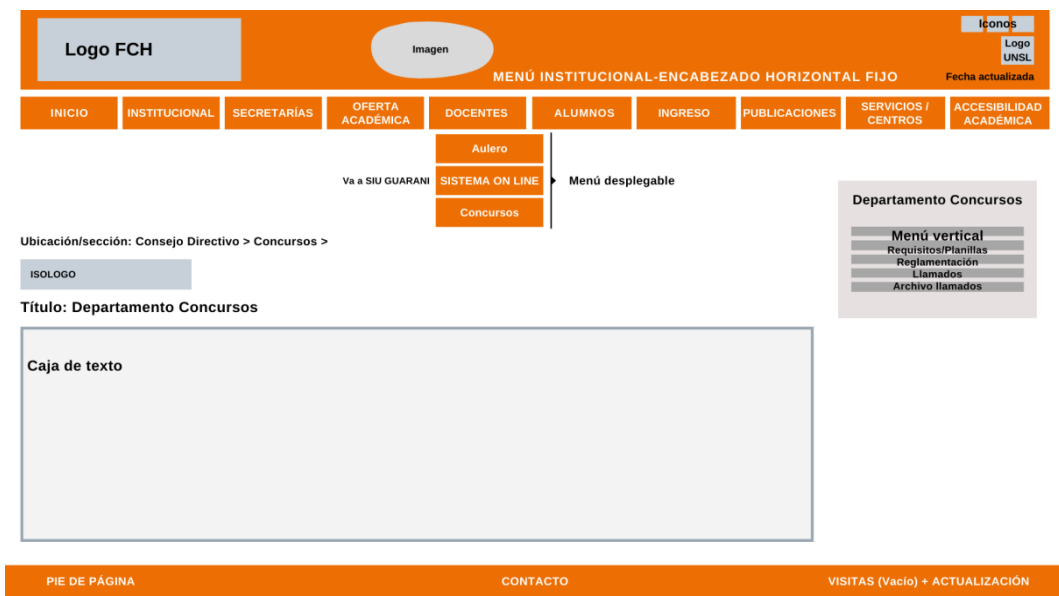 Iconos
Logo FCH
Imagen
Logo
UNSL
MENÚ INSTITUCIONAL-ENCABEZADO HORIZONTAL FIJO
Fecha actualizada
INICIO
INSTITUCIONAL
SECRETARÍAS
OFERTA
ACADÉMICA
DOCENTES
ALUMNOS
INGRESO
PUBLICACIONES
SERVICIOS /
CENTROS
ACCESIBILIDAD
ACADÉMICA
Aulero
Va a SIU GUARANI
SISTEMA ON LINE
Menú desplegable
Concursos
Departamento Concursos
Menú vertical
Requisitos/Planillas
Reglamentación
Llamados
Archivo llamados
Ubicación/sección: Consejo Directivo > Concursos >
ISOLOGO
Título: Departamento Concursos
Caja de texto
PIE DE PÁGINA
CONTACTO
VISITAS (Vacío) + ACTUALIZACIÓN